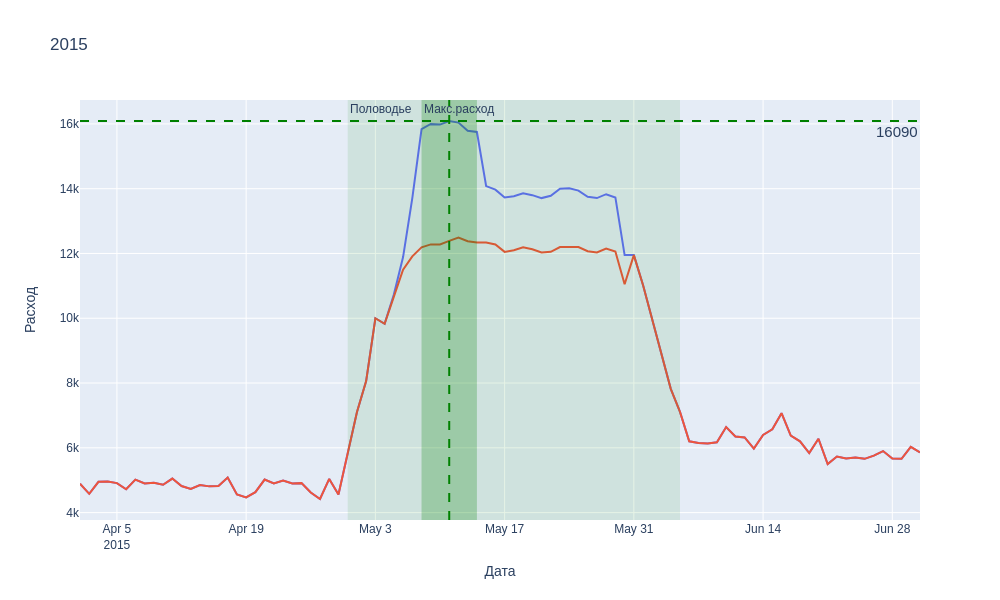 2015
Половодье
Макс.расход
16090
16k
14k
12k
10k
8k
6k
4k
Расход
Apr 5
2015
Apr 19
May 3
May 17
May 31
Jun 14
Jun 28
Дата